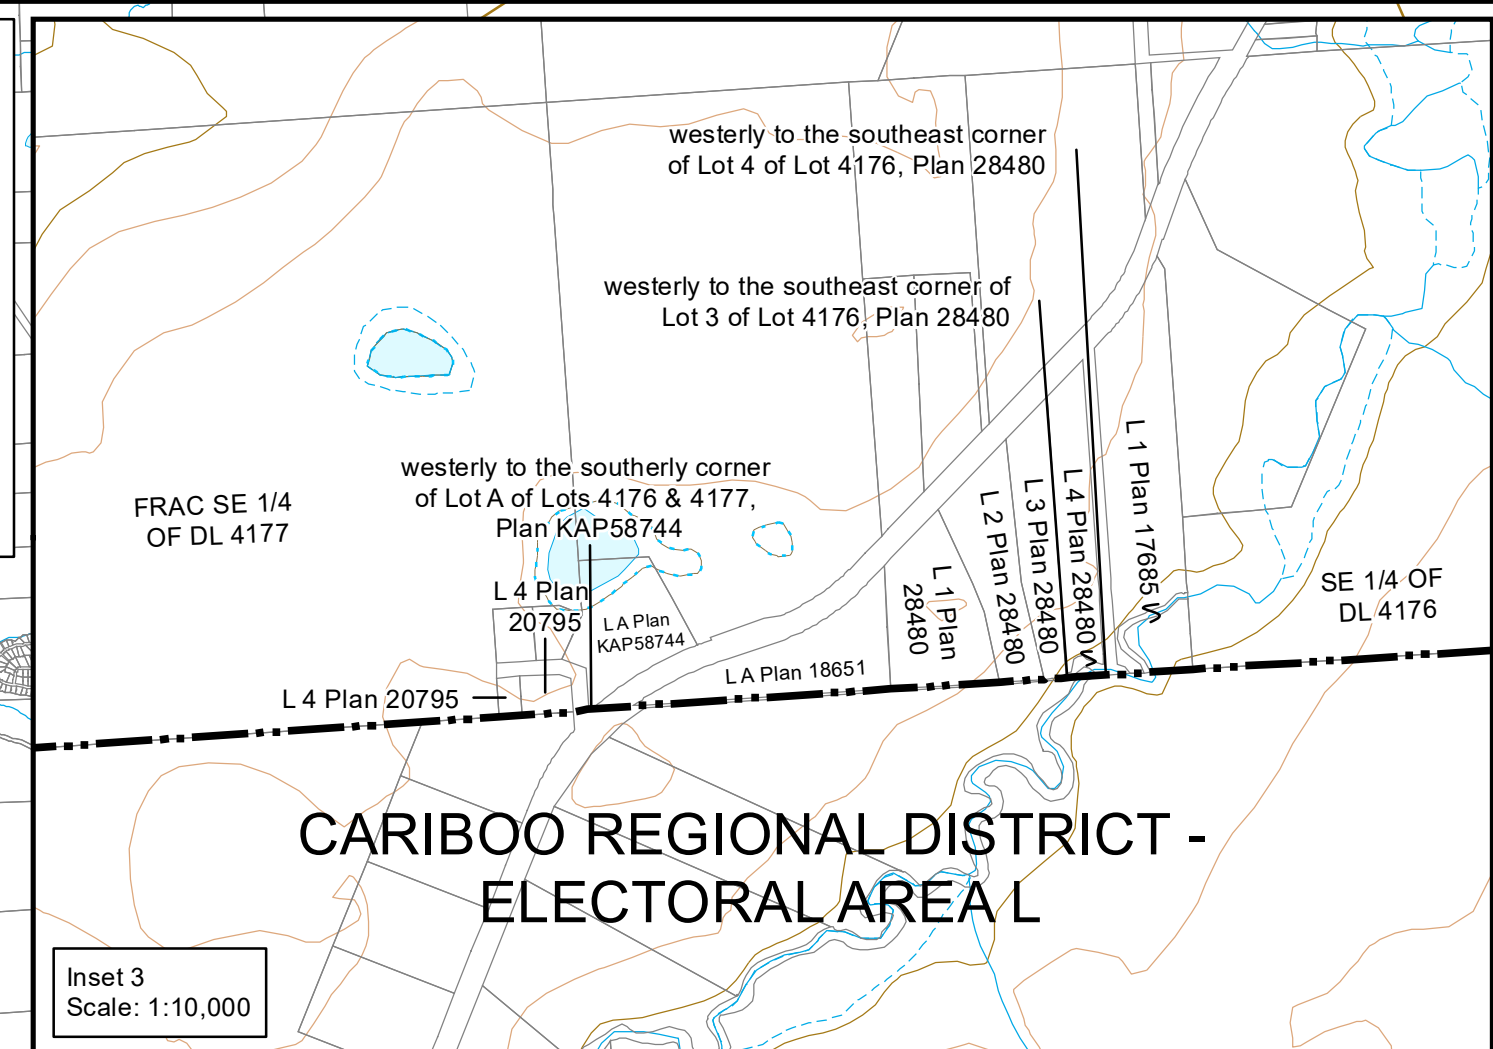 westerly to the southeast corner
of Lot 4 of Lot 4176, Plan 28480
westerly to the southeast corner of
Lot 3 of Lot 4176, Plan 28480
westerly to the southerly corner
of Lot A of Lots 4176 & 4177,
Plan KAP58744
FRAC SE 1/4
OF DL 4177
L 4 Plan
20795
L A Plan
KAP58744
L 4 Plan 20795
L A Plan 18651
L 1 Plan
28480
L 2 Plan 28480
L 3 Plan 28480
L 4 Plan 28480
L 1 Plan 17685
SE 1/4 OF
DL 4176
CARIBOO REGIONAL DISTRICT -
ELECTORAL AREA L
Inset 3
Scale: 1:10,000